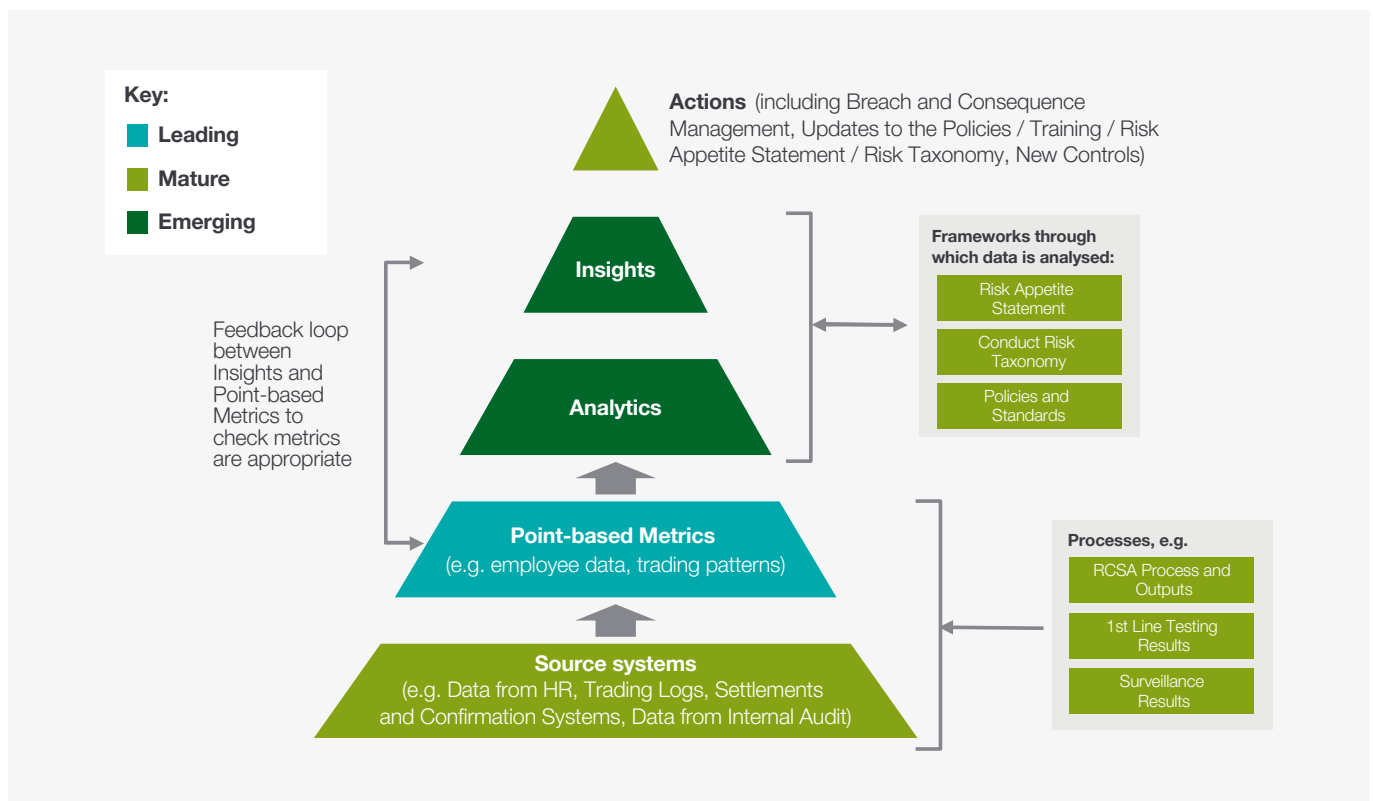 Key:
Leading
Mature
Emerging
Actions (including Breach and Consequence
Management, Updates to the Policies / Training / Risk
Appetite Statement / Risk Taxonomy, New Controls)
Insights
Analytics
Frameworks through
which data is analysed:
Risk Appetite
Statement
Conduct Risk
Taxonomy
Policies and
Standards
Feedback loop
between
Insights and
Point-based
Metrics to
check metrics
are appropriate
Point-based Metrics
(e.g. employee data, trading patterns)
Source systems
(e.g. Data from HR, Trading Logs, Settlements
and Confirmation Systems, Data from Internal Audit)
Processes, e.g.
RCSA Process and
Outputs
1st Line Testing
Results
Surveillance
Results